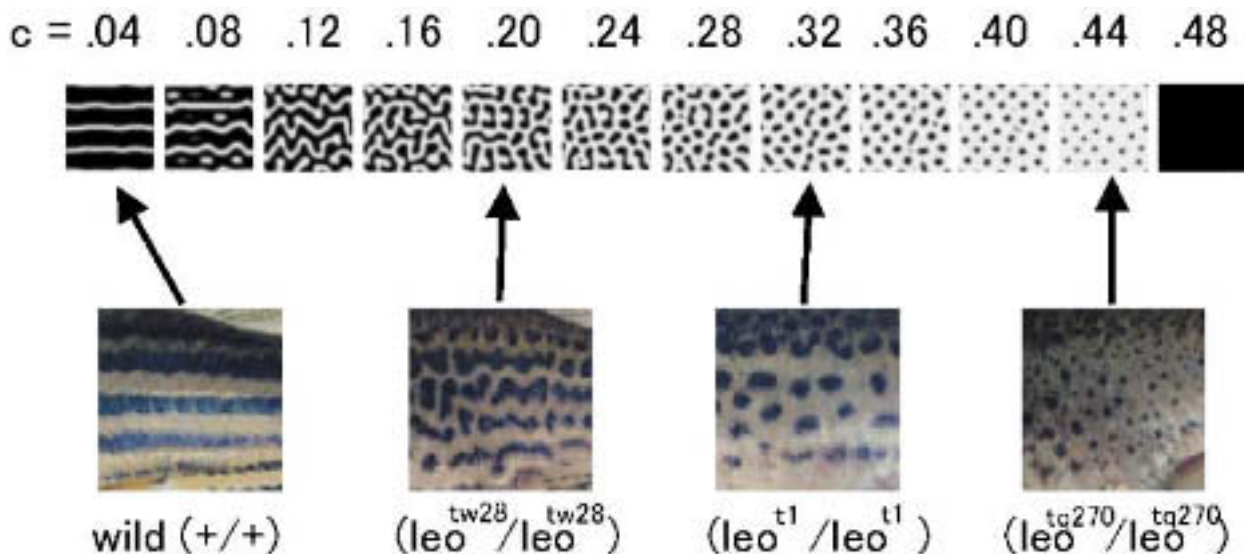 c = .04 .08 .12 .16 .20 .24 .28 .32 .36 .40 .44 .48
wild (+/+) (leo^tw28/leo^tw28) (leo^t1/leo^t1) (leo^tq270/leo^tq270)